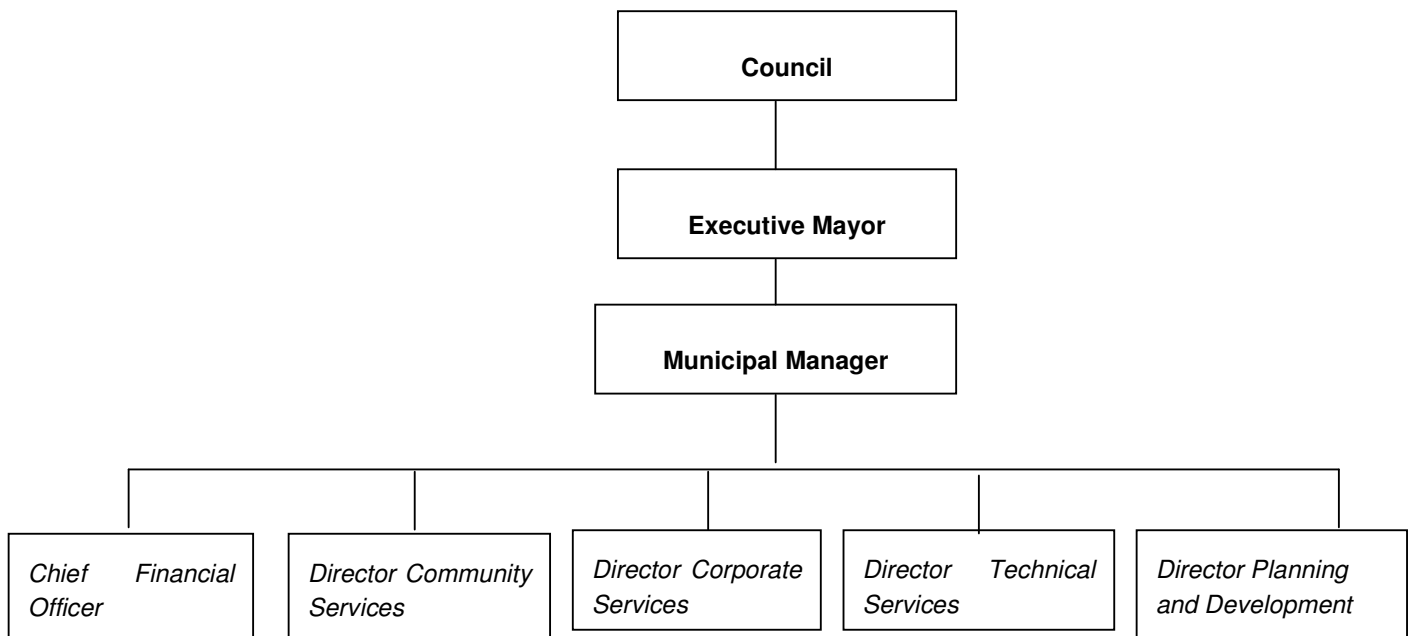 Council
Executive Mayor
Municipal Manager
Chief Financial
Officer
Director Community
Services
Director Corporate
Services
Director Technical
Services
Director Planning
and Development